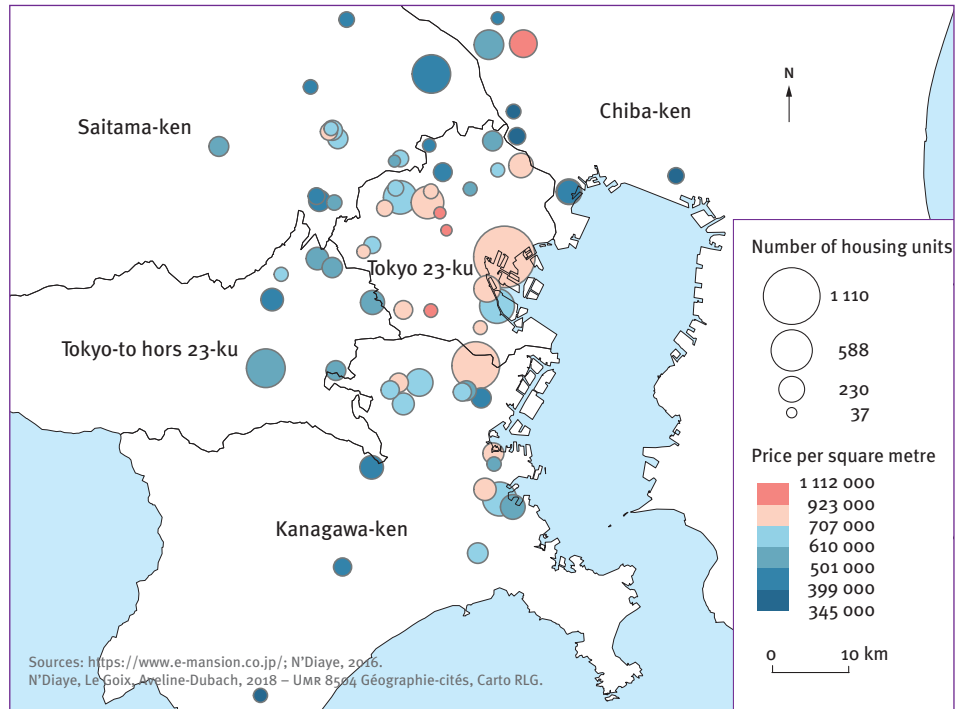 Saitama-ken
Chiba-ken
N
Tokyo 23-ku
Tokyo-to hors 23-ku
Kanagawa-ken
Number of housing units
1 110
588
230
37
Price per square metre
1 112 000
923 000
707 000
610 000
501 000
399 000
345 000
0 10 km
Sources: https://www.e-mansion.co.jp/; N’Diaye, 2016.
N’Diaye, Le Goix, Aveline-Dubach, 2018 – UMR 8504 Géographie-cités, Carto RLG.